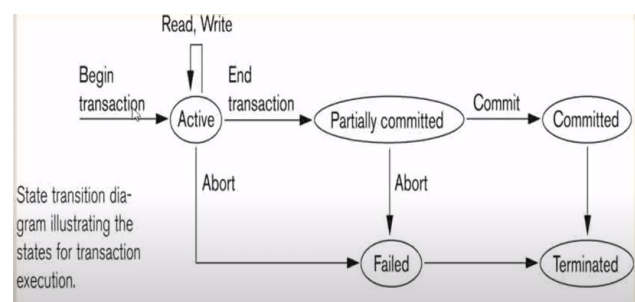 Read, Write
Begin
transaction
End
transaction
Commit
Active
Partially committed
Committed
Abort
Abort
State transition dia-
gram illustrating the
states for transaction
execution.
Failed
Terminated